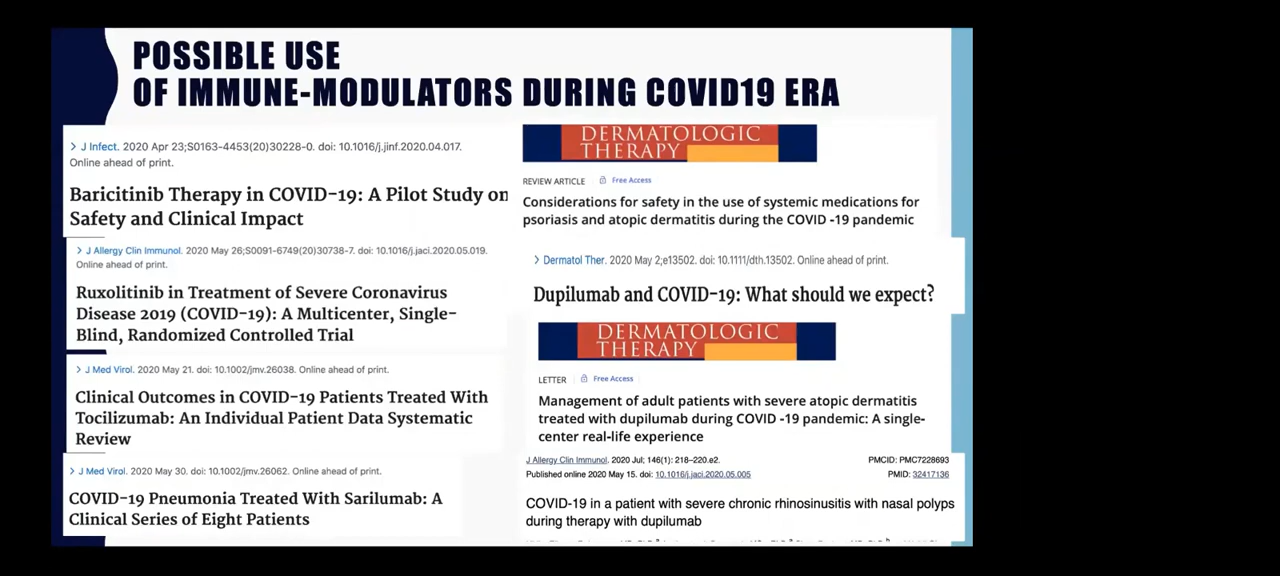 POSSIBLE USE
OF IMMUNE-MODULATORS DURING COVID19 ERA
> J Infect. 2020 Apr 23;S0163-4453(20)30228-0. doi: 10.1016/j.jinf.2020.04.017.
Online ahead of print.
Baricitinib Therapy in COVID-19: A Pilot Study on
Safety and Clinical Impact
> J Allergy Clin Immunol. 2020 May 26;S0091-6749(20)30738-7. doi: 10.1016/j.jaci.2020.05.019.
Online ahead of print.
Ruxolitinib in Treatment of Severe Coronavirus
Disease 2019 (COVID-19): A Multicenter, Single-
Blind, Randomized Controlled Trial
> J Med Virol. 2020 May 21. doi: 10.1002/jmv.26038. Online ahead of print.
Clinical Outcomes in COVID-19 Patients Treated With
Tocilizumab: An Individual Patient Data Systematic
Review
> J Med Virol. 2020 May 30. doi: 10.1002/jmv.26062. Online ahead of print.
COVID-19 Pneumonia Treated With Sarilumab: A
Clinical Series of Eight Patients
DERMATOLOGIC
THERAPY
REVIEW ARTICLE Free Access
Considerations for safety in the use of systemic medications for
psoriasis and atopic dermatitis during the COVID -19 pandemic
> Dermatol Ther. 2020 May 2;e13502. doi: 10.1111/dth.13502. Online ahead of print.
Dupilumab and COVID-19: What should we expect?
DERMATOLOGIC
THERAPY
LETTER Free Access
Management of adult patients with severe atopic dermatitis
treated with dupilumab during COVID -19 pandemic: A single-
center real-life experience
J Allergy Clin Immunol. 2020 Jul; 146(1): 218–220.e2. PMCID: PMC7228693
Published online 2020 May 15. doi: 10.1016/j.jaci.2020.05.005 PMID: 32417136
COVID-19 in a patient with severe chronic rhinosinusitis with nasal polyps
during therapy with dupilumab